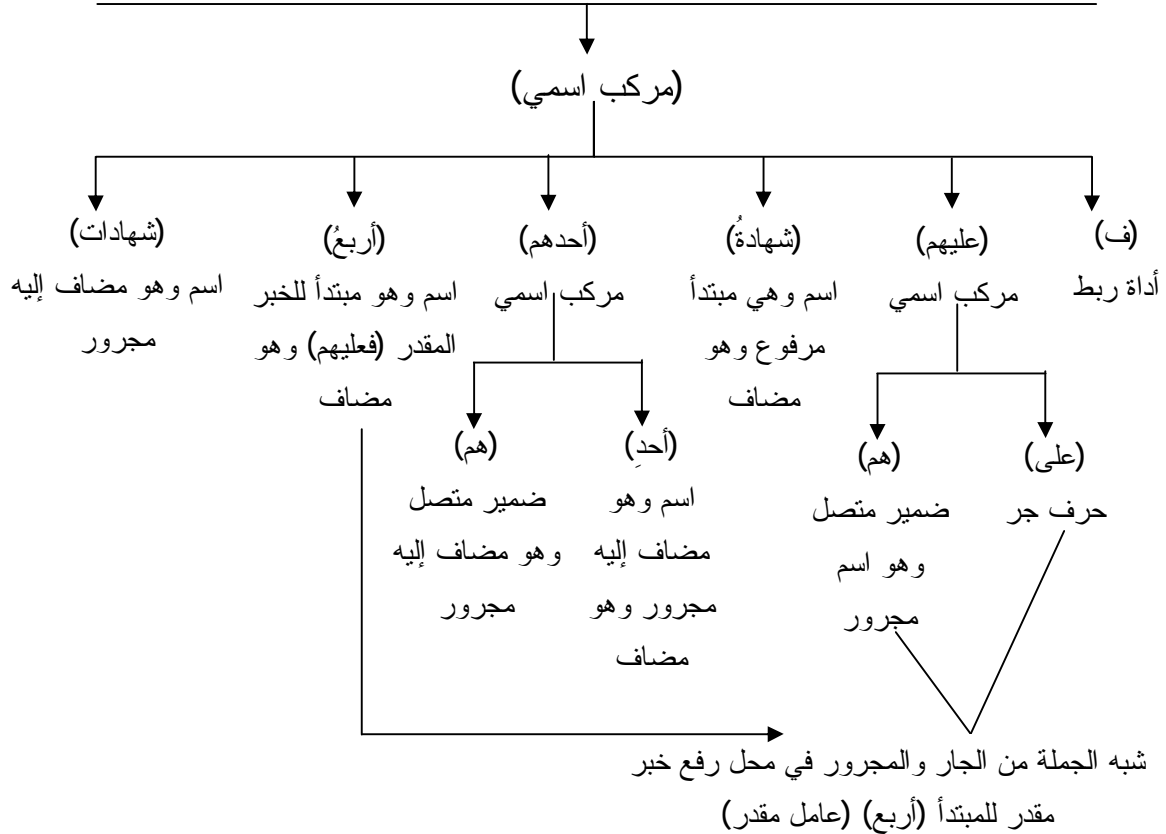 (مركب اسمي)
(ف)
أداة ربط
(عليهم)
مركب اسمي
(شهادةُ)
اسم وهي مبتدأ
مرفوع وهو
مضاف
(أحدهم)
مركب اسمي
(أربعُ)
اسم وهو مبتدأ للخبر
المقدر (فعليهم) وهو
مضاف
(شهادات)
اسم وهو مضاف إليه
مجرور
(على)
حرف جر
(هم)
ضمير متصل
وهو اسم
مجرور
(أحدِ)
اسم وهو
مضاف إليه
مجرور وهو
مضاف
(هم)
ضمير متصل
وهو مضاف إليه
مجرور
شبه الجملة من الجار والمجرور في محل رفع خبر
مقدر للمبتدأ (أربع) (عامل مقدر)